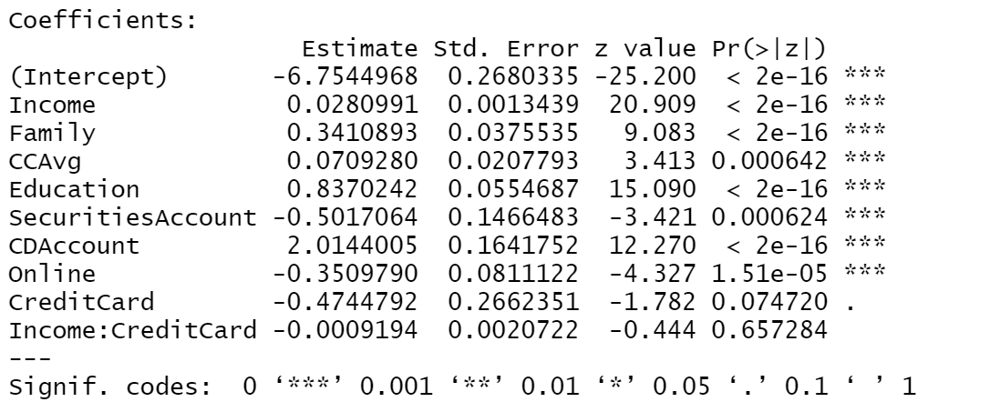 Coefficients:
Estimate Std. Error z value Pr(>|z|)
(Intercept) -6.7544968 0.2680335 -25.200 < 2e-16 ***
Income 0.0280991 0.0013439 20.909 < 2e-16 ***
Family 0.3410893 0.0375535 9.083 < 2e-16 ***
CCAvg 0.0709280 0.0207793 3.413 0.000642 ***
Education 0.8370242 0.0554687 15.090 < 2e-16 ***
SecuritiesAccount -0.5017064 0.1466483 -3.421 0.000624 ***
CDAccount 2.0144005 0.1641752 12.270 < 2e-16 ***
Online -0.3509790 0.0811122 -4.327 1.51e-05 ***
CreditCard -0.4744792 0.2662351 -1.782 0.074720 .
Income:CreditCard -0.0009194 0.0020722 -0.444 0.657284
---
Signif. codes: 0 ‘***’ 0.001 ‘**’ 0.01 ‘*’ 0.05 ‘.’ 0.1 ‘ ’ 1